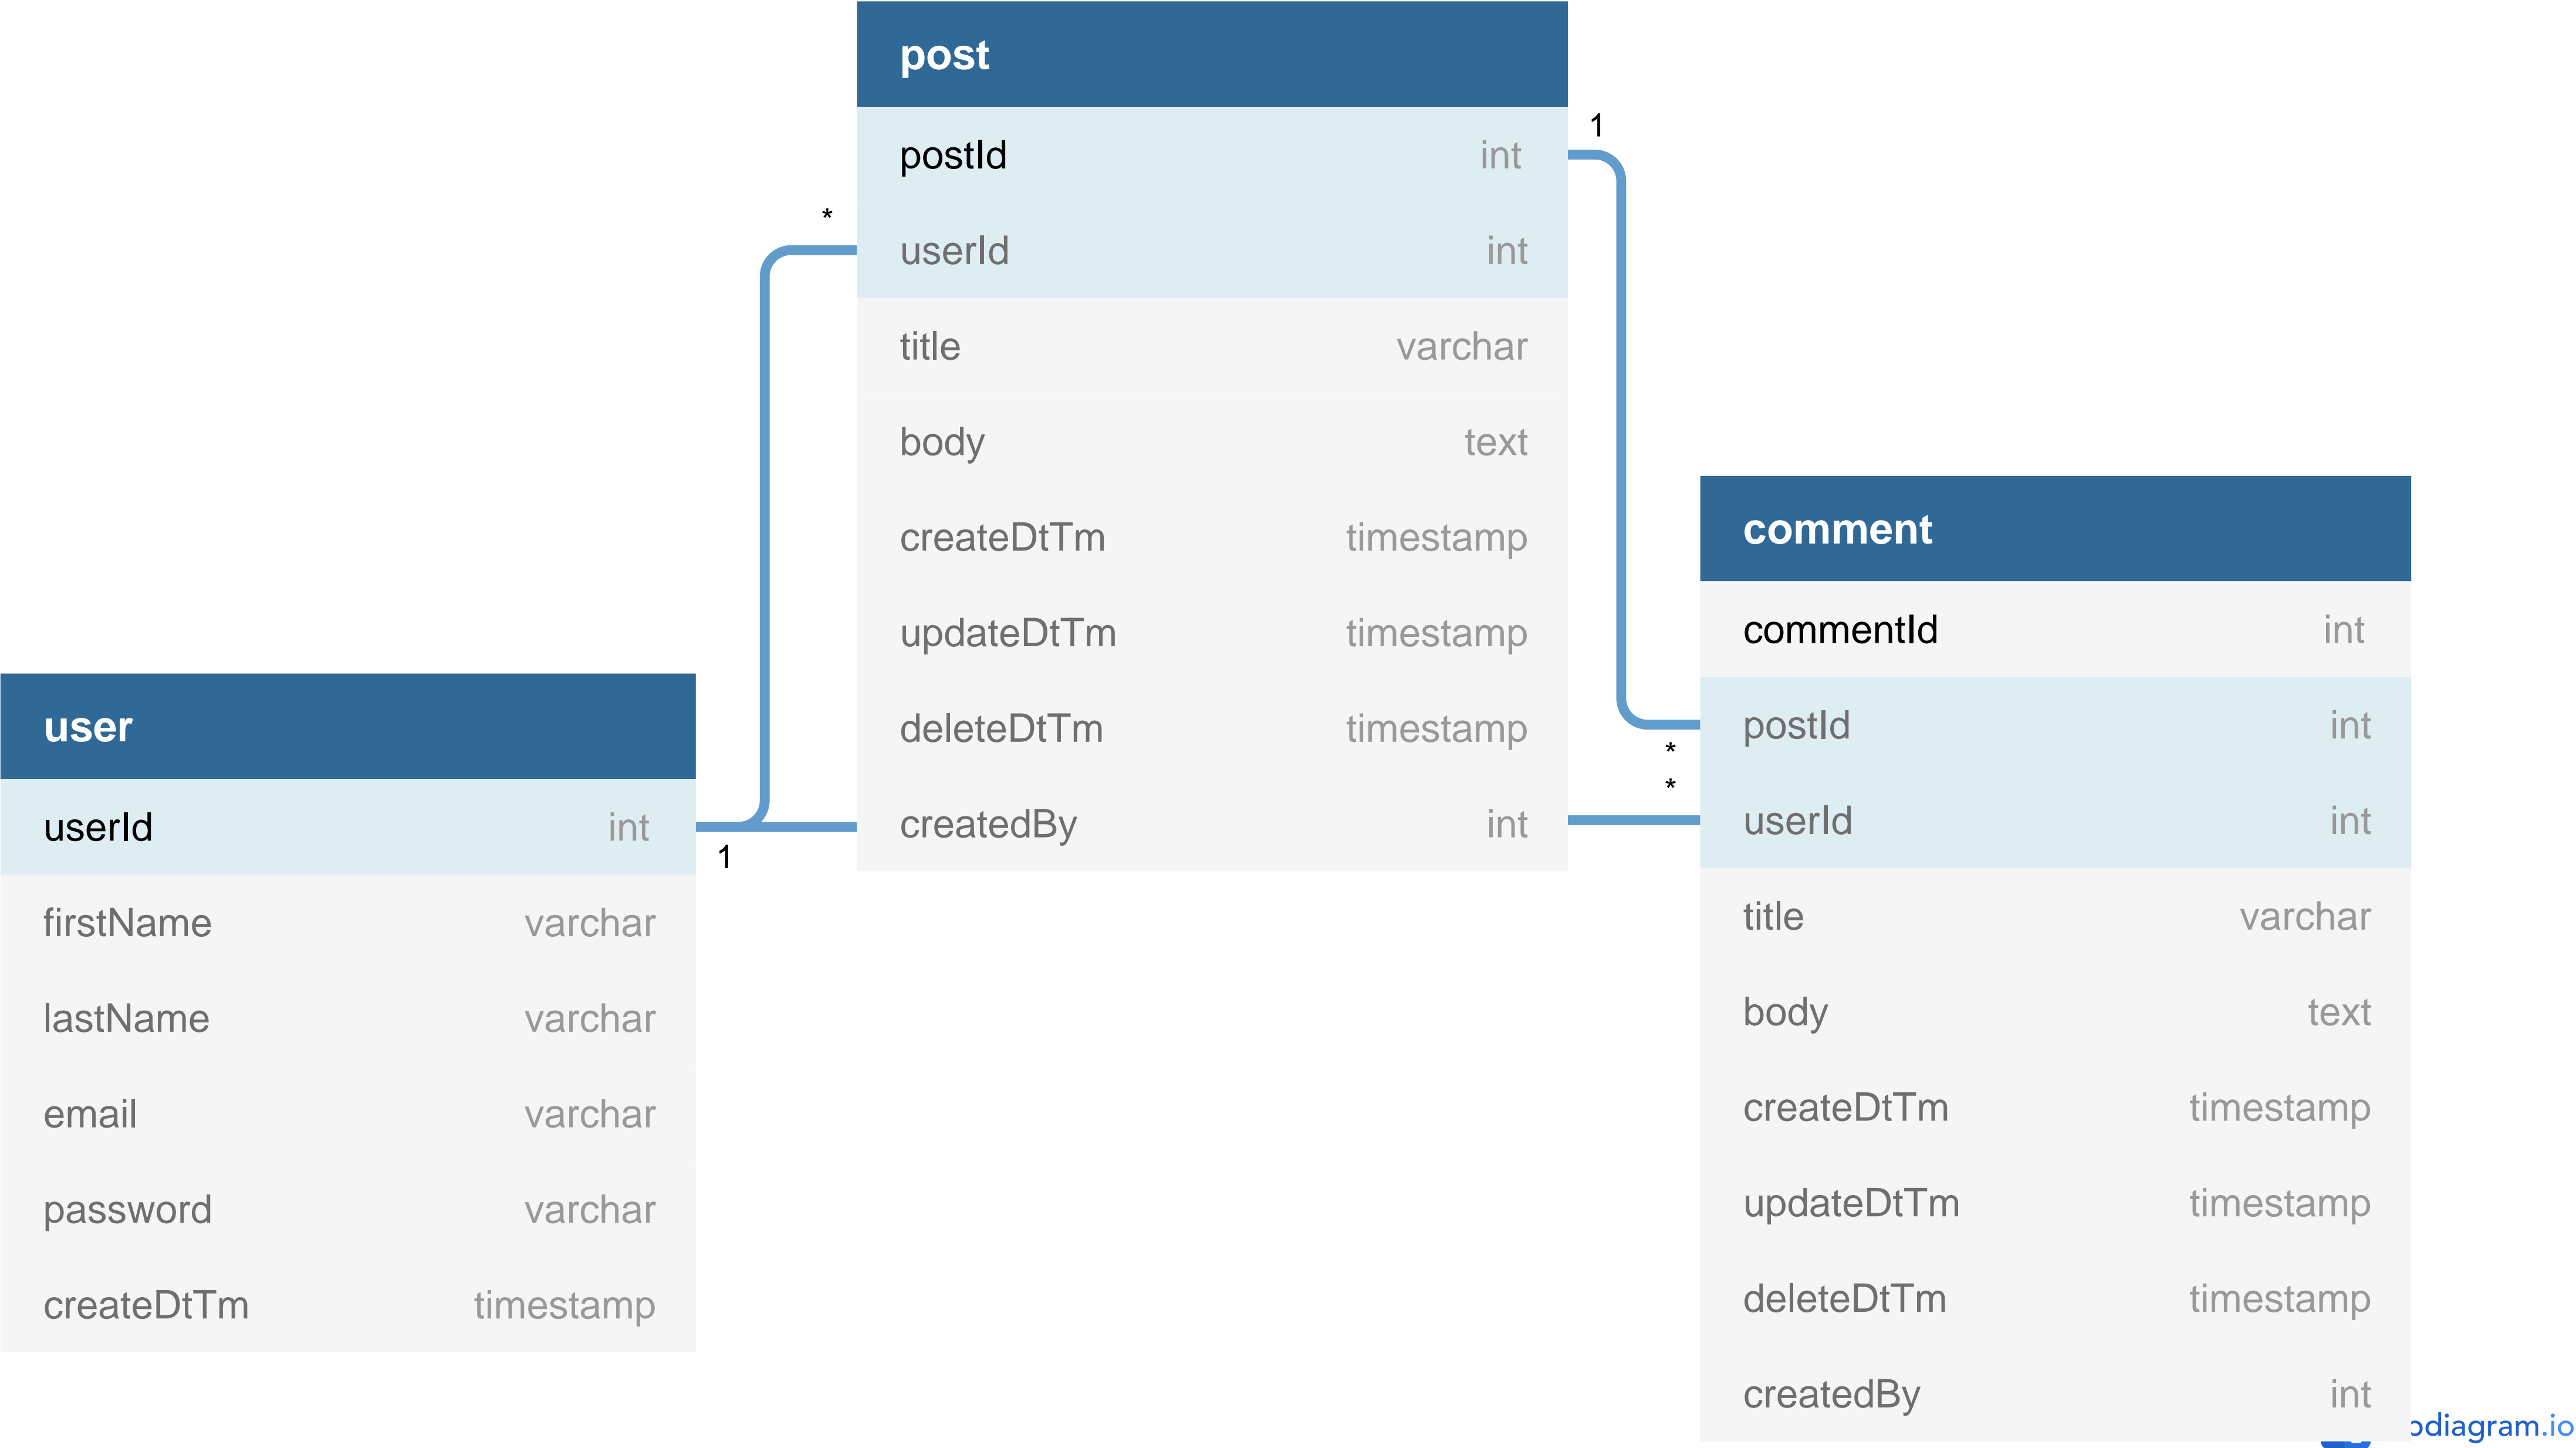 post
postId int
userId int
title varchar
body text
createDtTm timestamp
updateDtTm timestamp
deleteDtTm timestamp
createdBy int
1
*
user
userId int
firstName varchar
lastName varchar
email varchar
password varchar
createDtTm timestamp
1
*
*
comment
commentId int
postId int
userId int
title varchar
body text
createDtTm timestamp
updateDtTm timestamp
deleteDtTm timestamp
createdBy int
diagram.io